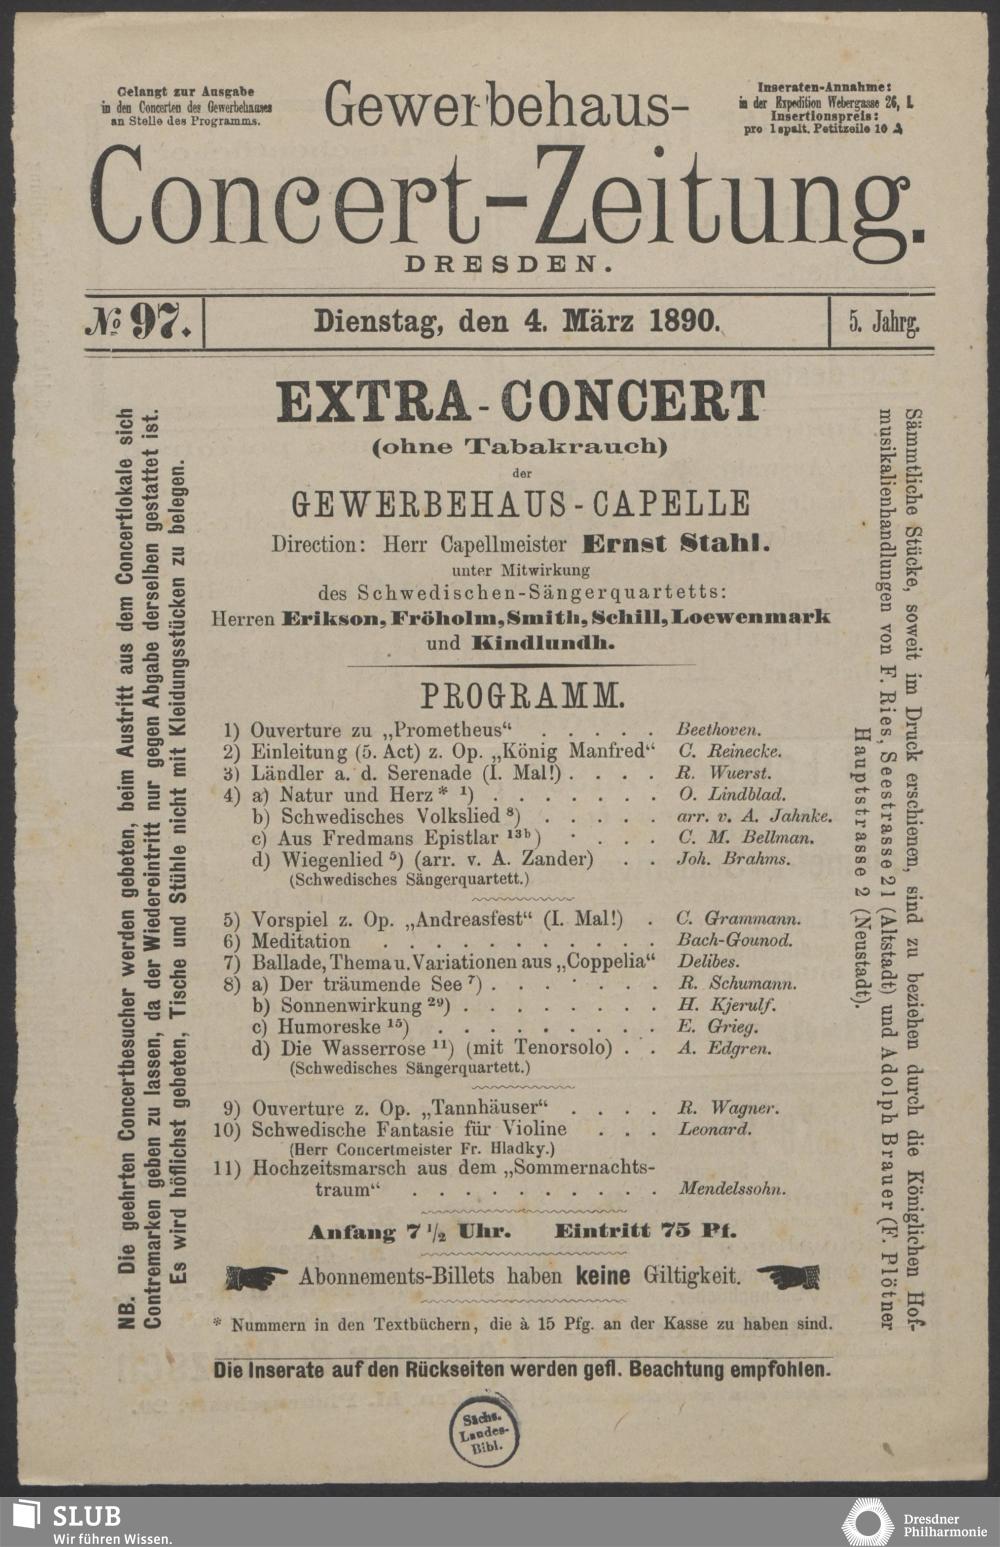 Gelangt zur Ausgabe
in den Concerten des Gewerbehauses
an Stelle des Programms.
Gewerbehaus-
Inseraten-Annahme:
in der Expedition Webergasse 26, I.
Insertionspreis:
pro 1 spalt. Petitzeile 10 ₰
Concert-Zeitung.
DRESDEN.
№ 97.
Dienstag, den 4. März 1890.
5. Jahrg.
NB. Die geehrten Concertbesucher werden gebeten, beim Austritt aus dem Concertlokale sich
Contremarken geben zu lassen, da der Wiedereintritt nur gegen Abgabe derselben gestattet ist.
Es wird höflichst gebeten, Tische und Stühle nicht mit Kleidungsstücken zu belegen.
EXTRA-CONCERT
(ohne Tabakrauch)
der
GEWERBEHAUS-CAPELLE
Direction: Herr Capellmeister Ernst Stahl.
unter Mitwirkung
des Schwedischen-Sängerquartetts:
Herren Erikson, Fröholm, Smith, Schill, Loewenmark
und Kindlundh.
PROGRAMM.
1) Ouverture zu „Prometheus“ . . . . . Beethoven.
2) Einleitung (5. Act) z. Op. „König Manfred“ C. Reinecke.
3) Ländler a. d. Serenade (I. Mal!) . . . . R. Wuerst.
4) a) Natur und Herz * ¹) . . . . . . . O. Lindblad.
b) Schwedisches Volkslied ⁸) . . . . . arr. v. A. Jahnke.
c) Aus Fredmans Epistlar ¹³ᵇ) . . . C. M. Bellman.
d) Wiegenlied ⁵) (arr. v. A. Zander) . . Joh. Brahms.
(Schwedisches Sängerquartett.)
5) Vorspiel z. Op. „Andreasfest“ (I. Mal!) . C. Grammann.
6) Meditation . . . . . . . . . . Bach-Gounod.
7) Ballade, Thema u. Variationen aus „Coppelia“ Delibes.
8) a) Der träumende See ⁷) . . . . . . . R. Schumann.
b) Sonnenwirkung ²⁹) . . . . . . . . H. Kjerulf.
c) Humoreske ¹⁵) . . . . . . . . . E. Grieg.
d) Die Wasserrose ¹¹) (mit Tenorsolo) . . A. Edgren.
(Schwedisches Sängerquartett.)
9) Ouverture z. Op. „Tannhäuser“ . . . . R. Wagner.
10) Schwedische Fantasie für Violine . . . Leonard.
(Herr Concertmeister Fr. Hladky.)
11) Hochzeitsmarsch aus dem „Sommernachts-
traum“ . . . . . . . . . Mendelssohn.
Anfang 7 1/2 Uhr. Eintritt 75 Pf.
Abonnements-Billets haben keine Giltigkeit.
* Nummern in den Textbüchern, die à 15 Pfg. an der Kasse zu haben sind.
Die Inserate auf den Rückseiten werden gefl. Beachtung empfohlen.
Sämmtliche Stücke, soweit im Druck erschienen, sind zu beziehen durch die Königlichen Hof-
musikalienhandlungen von F. Ries, Seestrasse 21 (Altstadt) und Adolph Brauer (F. Plötner
Hauptstrasse 2 (Neustadt).
Sächs.
Landes-
Bibl.
SLUB
Wir führen Wissen.
Dresdner
Philharmonie